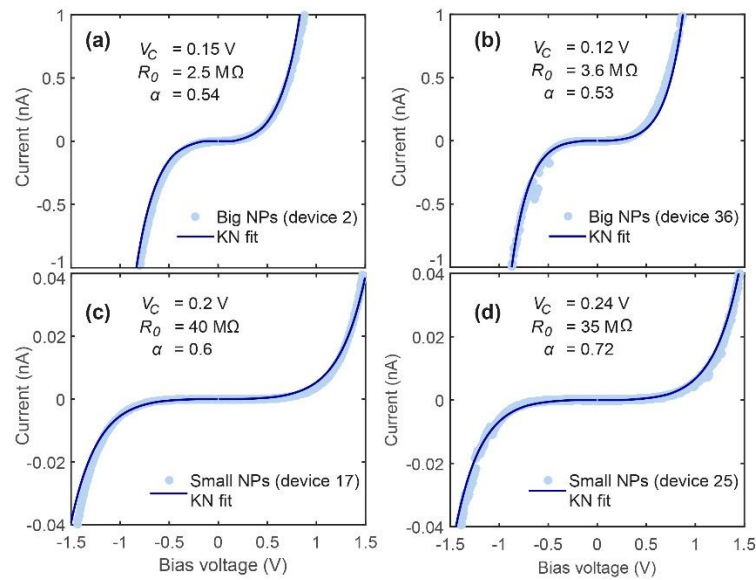 (a)
V_C = 0.15 V
R_0 = 2.5 MΩ
α = 0.54
Big NPs (device 2)
KN fit
Current (nA)
1
0.5
0
-0.5
-1
(b)
V_C = 0.12 V
R_0 = 3.6 MΩ
α = 0.53
Big NPs (device 36)
KN fit
Current (nA)
1
0.5
0
-0.5
-1
(c)
V_C = 0.2 V
R_0 = 40 MΩ
α = 0.6
Small NPs (device 17)
KN fit
Current (nA)
0.04
0.02
0
-0.02
-0.04
-1.5 -1 -0.5 0 0.5 1 1.5
Bias voltage (V)
(d)
V_C = 0.24 V
R_0 = 35 MΩ
α = 0.72
Small NPs (device 25)
KN fit
Current (nA)
0.04
0.02
0
-0.02
-0.04
-1.5 -1 -0.5 0 0.5 1 1.5
Bias voltage (V)